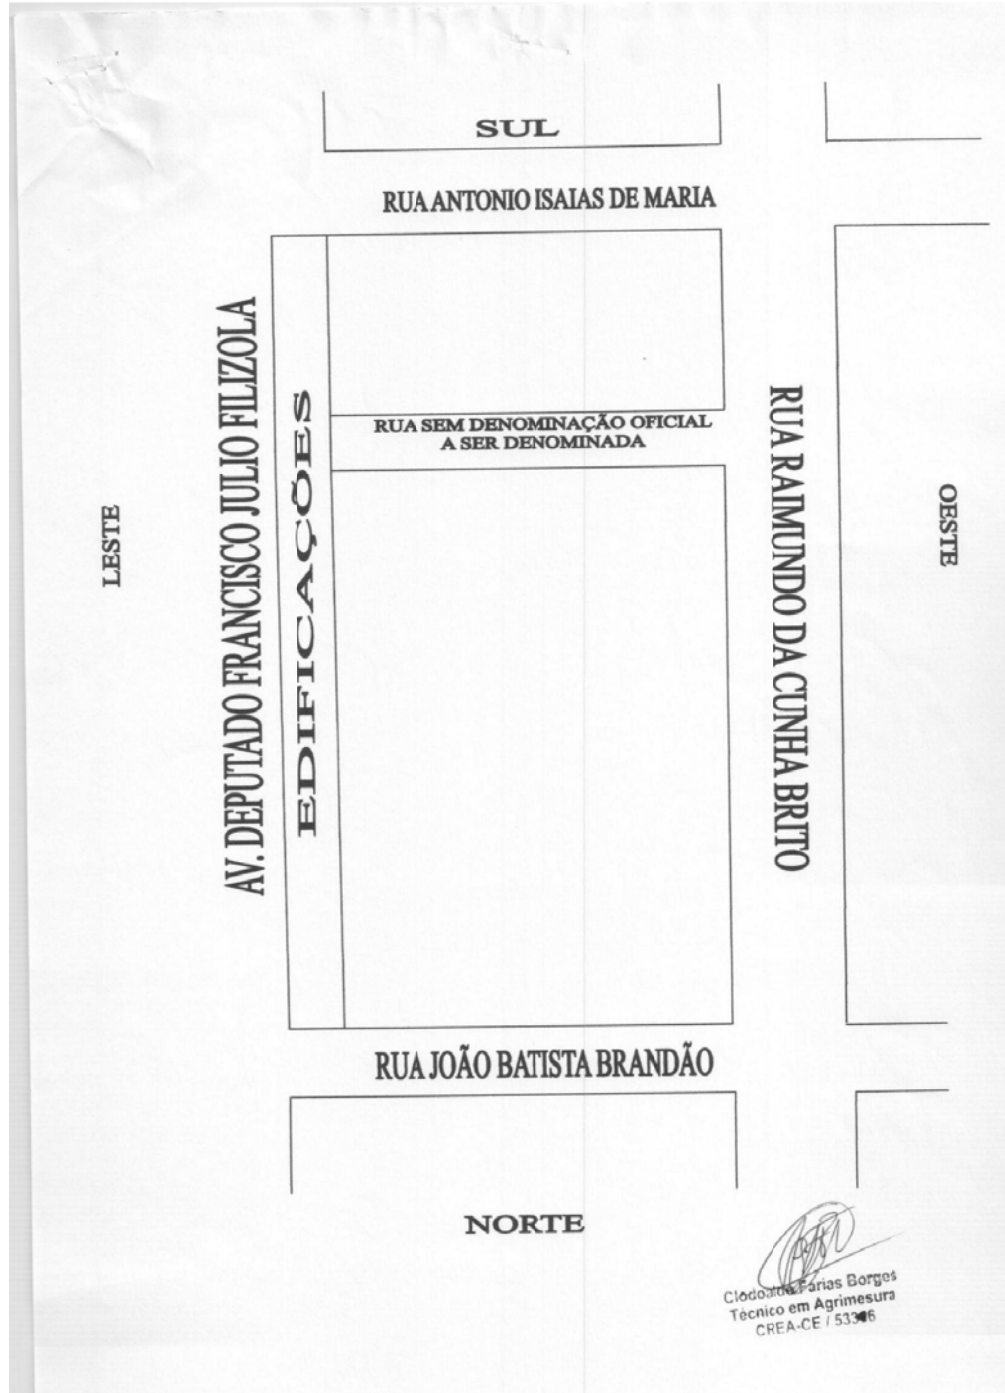 SUL
RUA ANTONIO ISAIAS DE MARIA
AV. DEPUTADO FRANCISCO JULIO FILIZOLA
EDIFICAÇÕES
RUA SEM DENOMINAÇÃO OFICIAL
A SER DENOMINADA
RUA RAIMUNDO DA CUNHA BRITO
LESTE
OESTE
RUA JOÃO BATISTA BRANDÃO
NORTE
Farias Borges
Técnico em Agrimesura
CREA-CE /